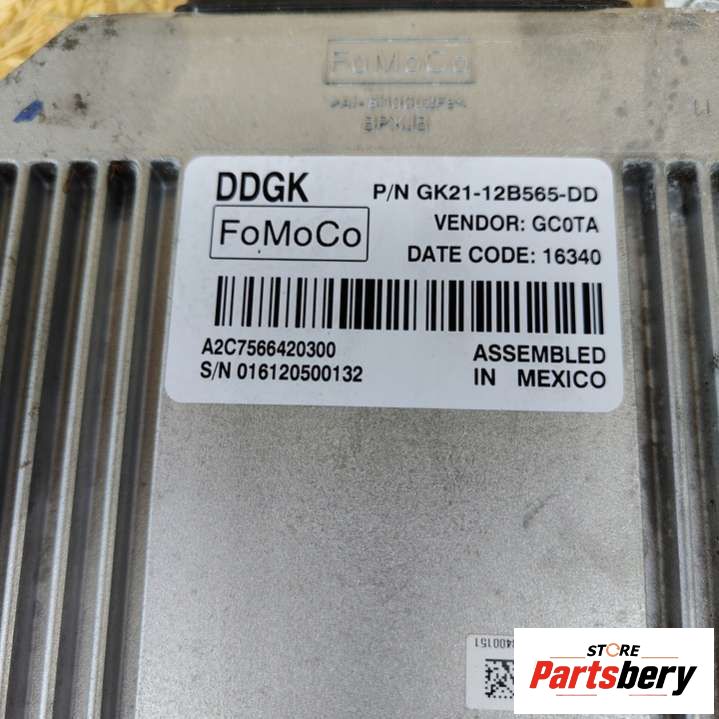 FoMoCo
DDGK
P/N GK21-12B565-DD
FoMoCo
VENDOR: GC0TA
DATE CODE: 16340
A2C7566420300
ASSEMBLED
S/N 016120500132
IN MEXICO
STORE
Partsbery